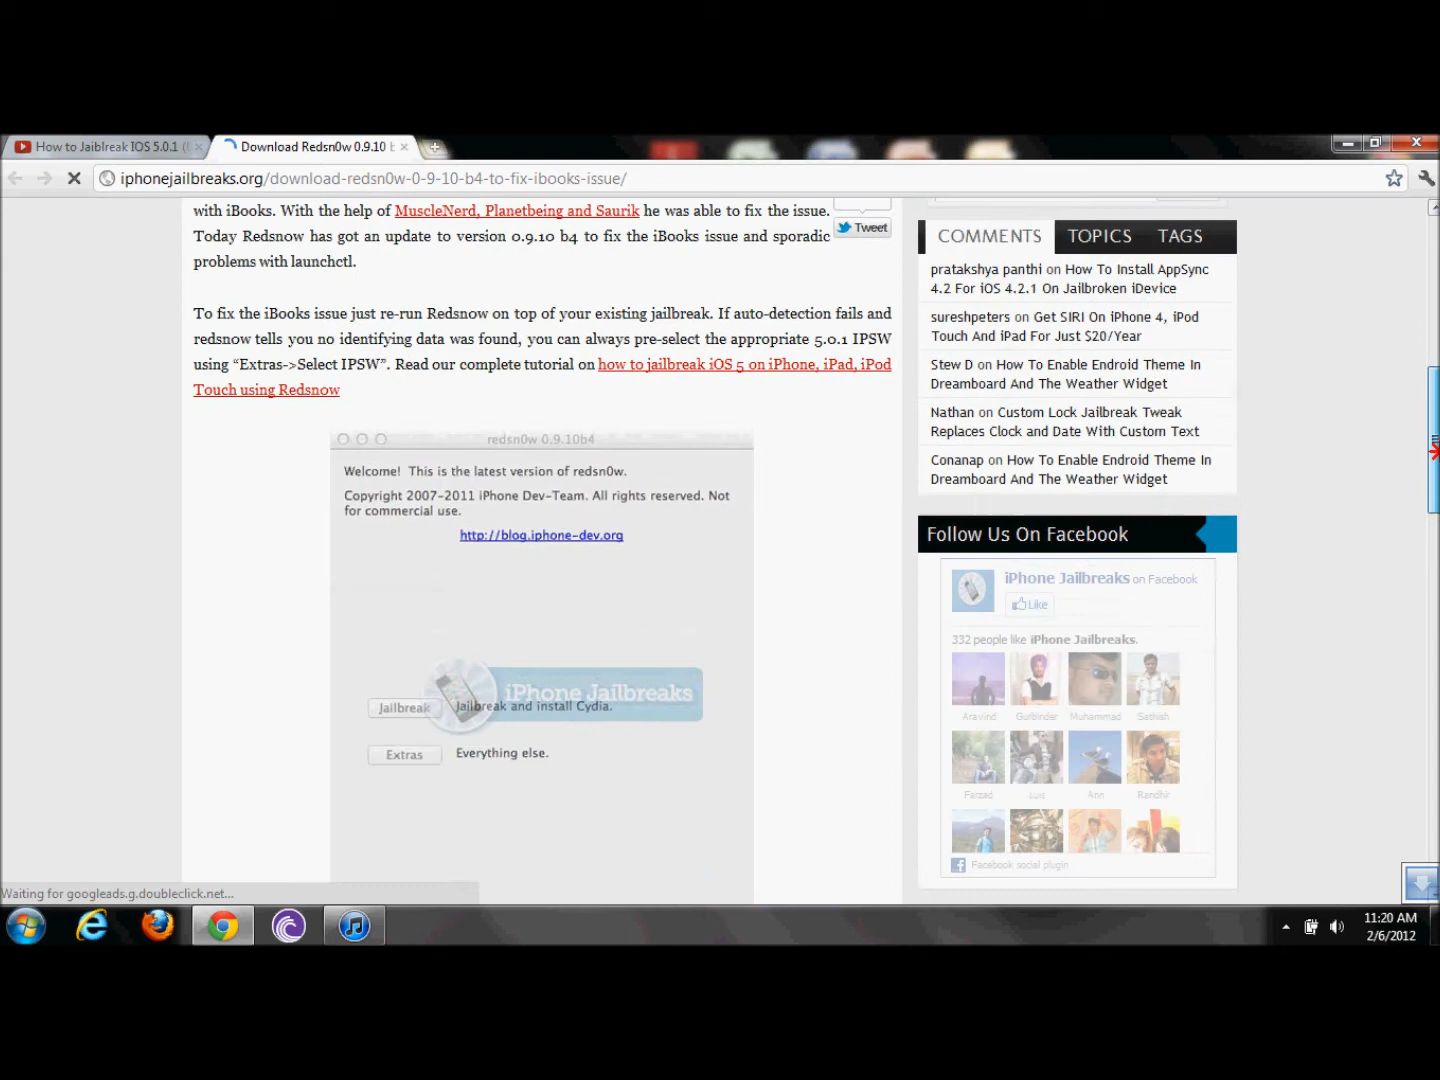 How to Jaiblreak IOS 5.0.1 (
Download Redsn0w 0.9.10 b
iphonejailbreaks.org/download-redsn0w-0-9-10-b4-to-fix-ibooks-issue/
with iBooks. With the help of MuscleNerd, Planetbeing and Saurik he was able to fix the issue.
Today Redsnow has got an update to version 0.9.10 b4 to fix the iBooks issue and sporadic
problems with launchctl.
Tweet
To fix the iBooks issue just re-run Redsnow on top of your existing jailbreak. If auto-detection fails and
redsnow tells you no identifying data was found, you can always pre-select the appropriate 5.0.1 IPSW
using “Extras->Select IPSW”. Read our complete tutorial on how to jailbreak iOS 5 on iPhone, iPad, iPod
Touch using Redsnow
redsn0w 0.9.10b4
Welcome! This is the latest version of redsn0w.
Copyright 2007-2011 iPhone Dev-Team. All rights reserved. Not
for commercial use.
http://blog.iphone-dev.org
iPhone Jailbreaks
Jailbreak Jailbreak and install Cydia.
Extras Everything else.
COMMENTS TOPICS TAGS
pratakshya panthi on How To Install AppSync
4.2 For iOS 4.2.1 On Jailbroken iDevice
sureshpeters on Get SIRI On iPhone 4, iPod
Touch And iPad For Just $20/Year
Stew D on How To Enable Endroid Theme In
Dreamboard And The Weather Widget
Nathan on Custom Lock Jailbreak Tweak
Replaces Clock and Date With Custom Text
Conanap on How To Enable Endroid Theme In
Dreamboard And The Weather Widget
Follow Us On Facebook
iPhone Jailbreaks on Facebook
Like
332 people like iPhone Jailbreaks.
Aravind Gurbinder Muhammad Sathish
Farzad Luis Ann Randhir
Facebook social plugin
Waiting for googleads.g.doubleclick.net...
11:20 AM
2/6/2012